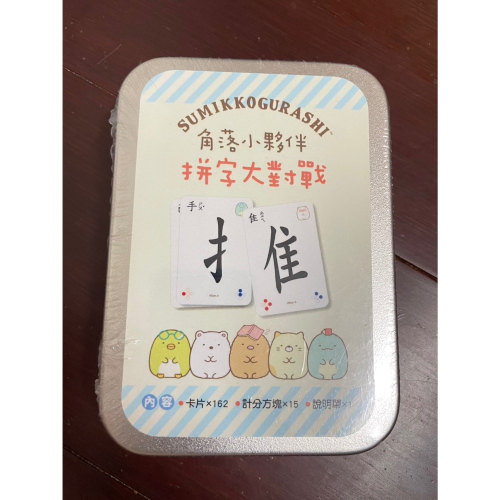 SUMIKKOGURASHI
角落小夥伴
拼字大對戰
手
扌
隹
隹
內容 • 卡片×162 • 計分方塊×15 • 說明單×1